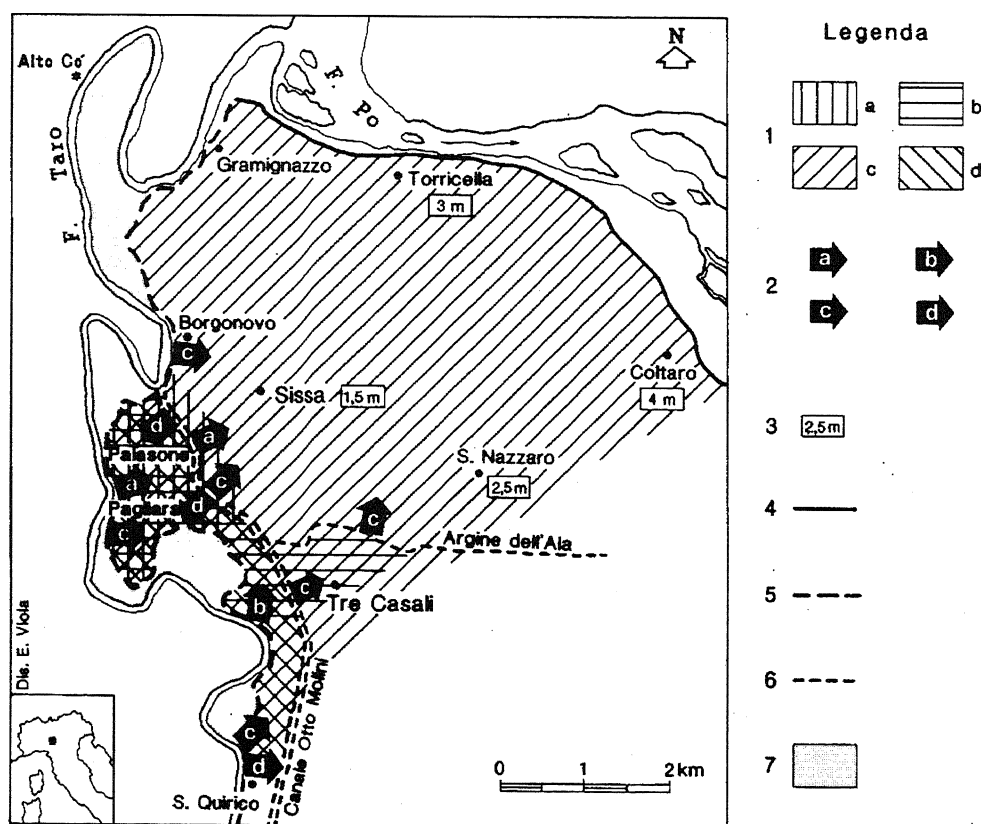 Alto Co'
F. Taro
F. Po
N
Gramignazzo
Torricella
3 m
Borgonovo
c
Sissa 1,5 m
Coltaro
4 m
d
a
Palasone
c
S. Nazzaro
2,5m
a
Pagliara
d
c
c
Argine dell'Ala
c
Tre Casali
b
Canale Otto Molini
c
d
S. Quirico
Dis. E. Viola
0 1 2 km
Legenda
1 a b
c d
2 a b
c d
3 2,5m
4
5
6
7